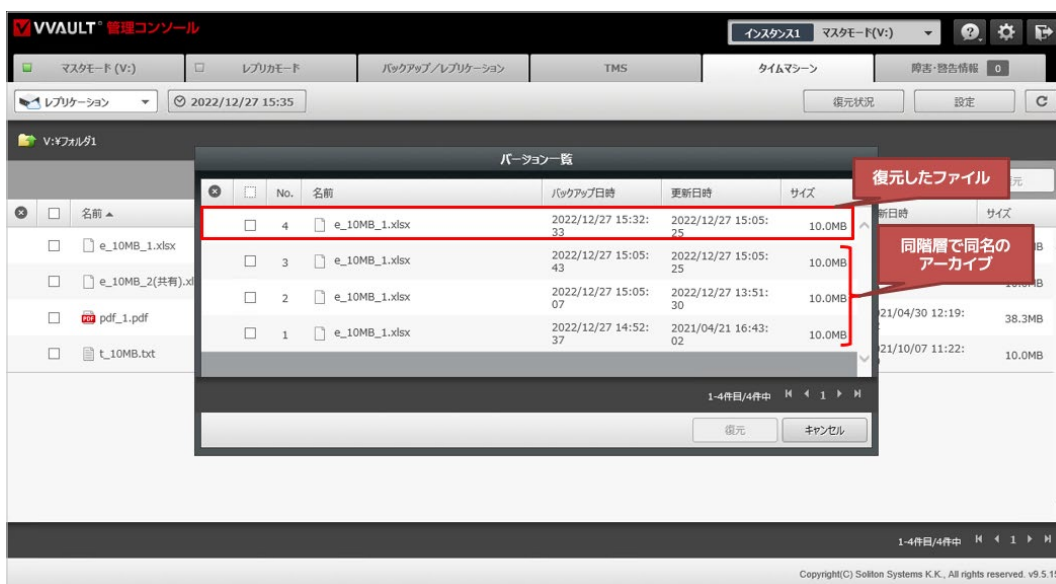 VVAULT® 管理コンソール
インスタンス1 マスタモード(V:)
マスタモード (V:) レプリカモード バックアップ/レプリケーション TMS タイムマシーン 障害・警告情報 0
レプリケーション 2022/12/27 15:35 復元状況 設定
V:¥フォルダ1
バージョン一覧
復元したファイル
No. 名前 バックアップ日時 更新日時 サイズ
4 e_10MB_1.xlsx 2022/12/27 15:32:33 2022/12/27 15:05:25 10.0MB
3 e_10MB_1.xlsx 2022/12/27 15:05:43 2022/12/27 15:05:25 10.0MB
2 e_10MB_1.xlsx 2022/12/27 15:05:07 2022/12/27 13:51:30 10.0MB
1 e_10MB_1.xlsx 2022/12/27 14:52:37 2021/04/21 16:43:02 10.0MB
同階層で同名の
アーカイブ
1-4件目/4件中 1
復元 キャンセル
元
名前 新日時 サイズ
e_10MB_1.xlsx
e_10MB_2(共有).xl
pdf_1.pdf 21/04/30 12:19: 38.3MB
t_10MB.txt 21/10/07 11:22: 10.0MB
1-4件目/4件中 1
Copyright(C) Soliton Systems K.K., All rights reserved. v9.5.1